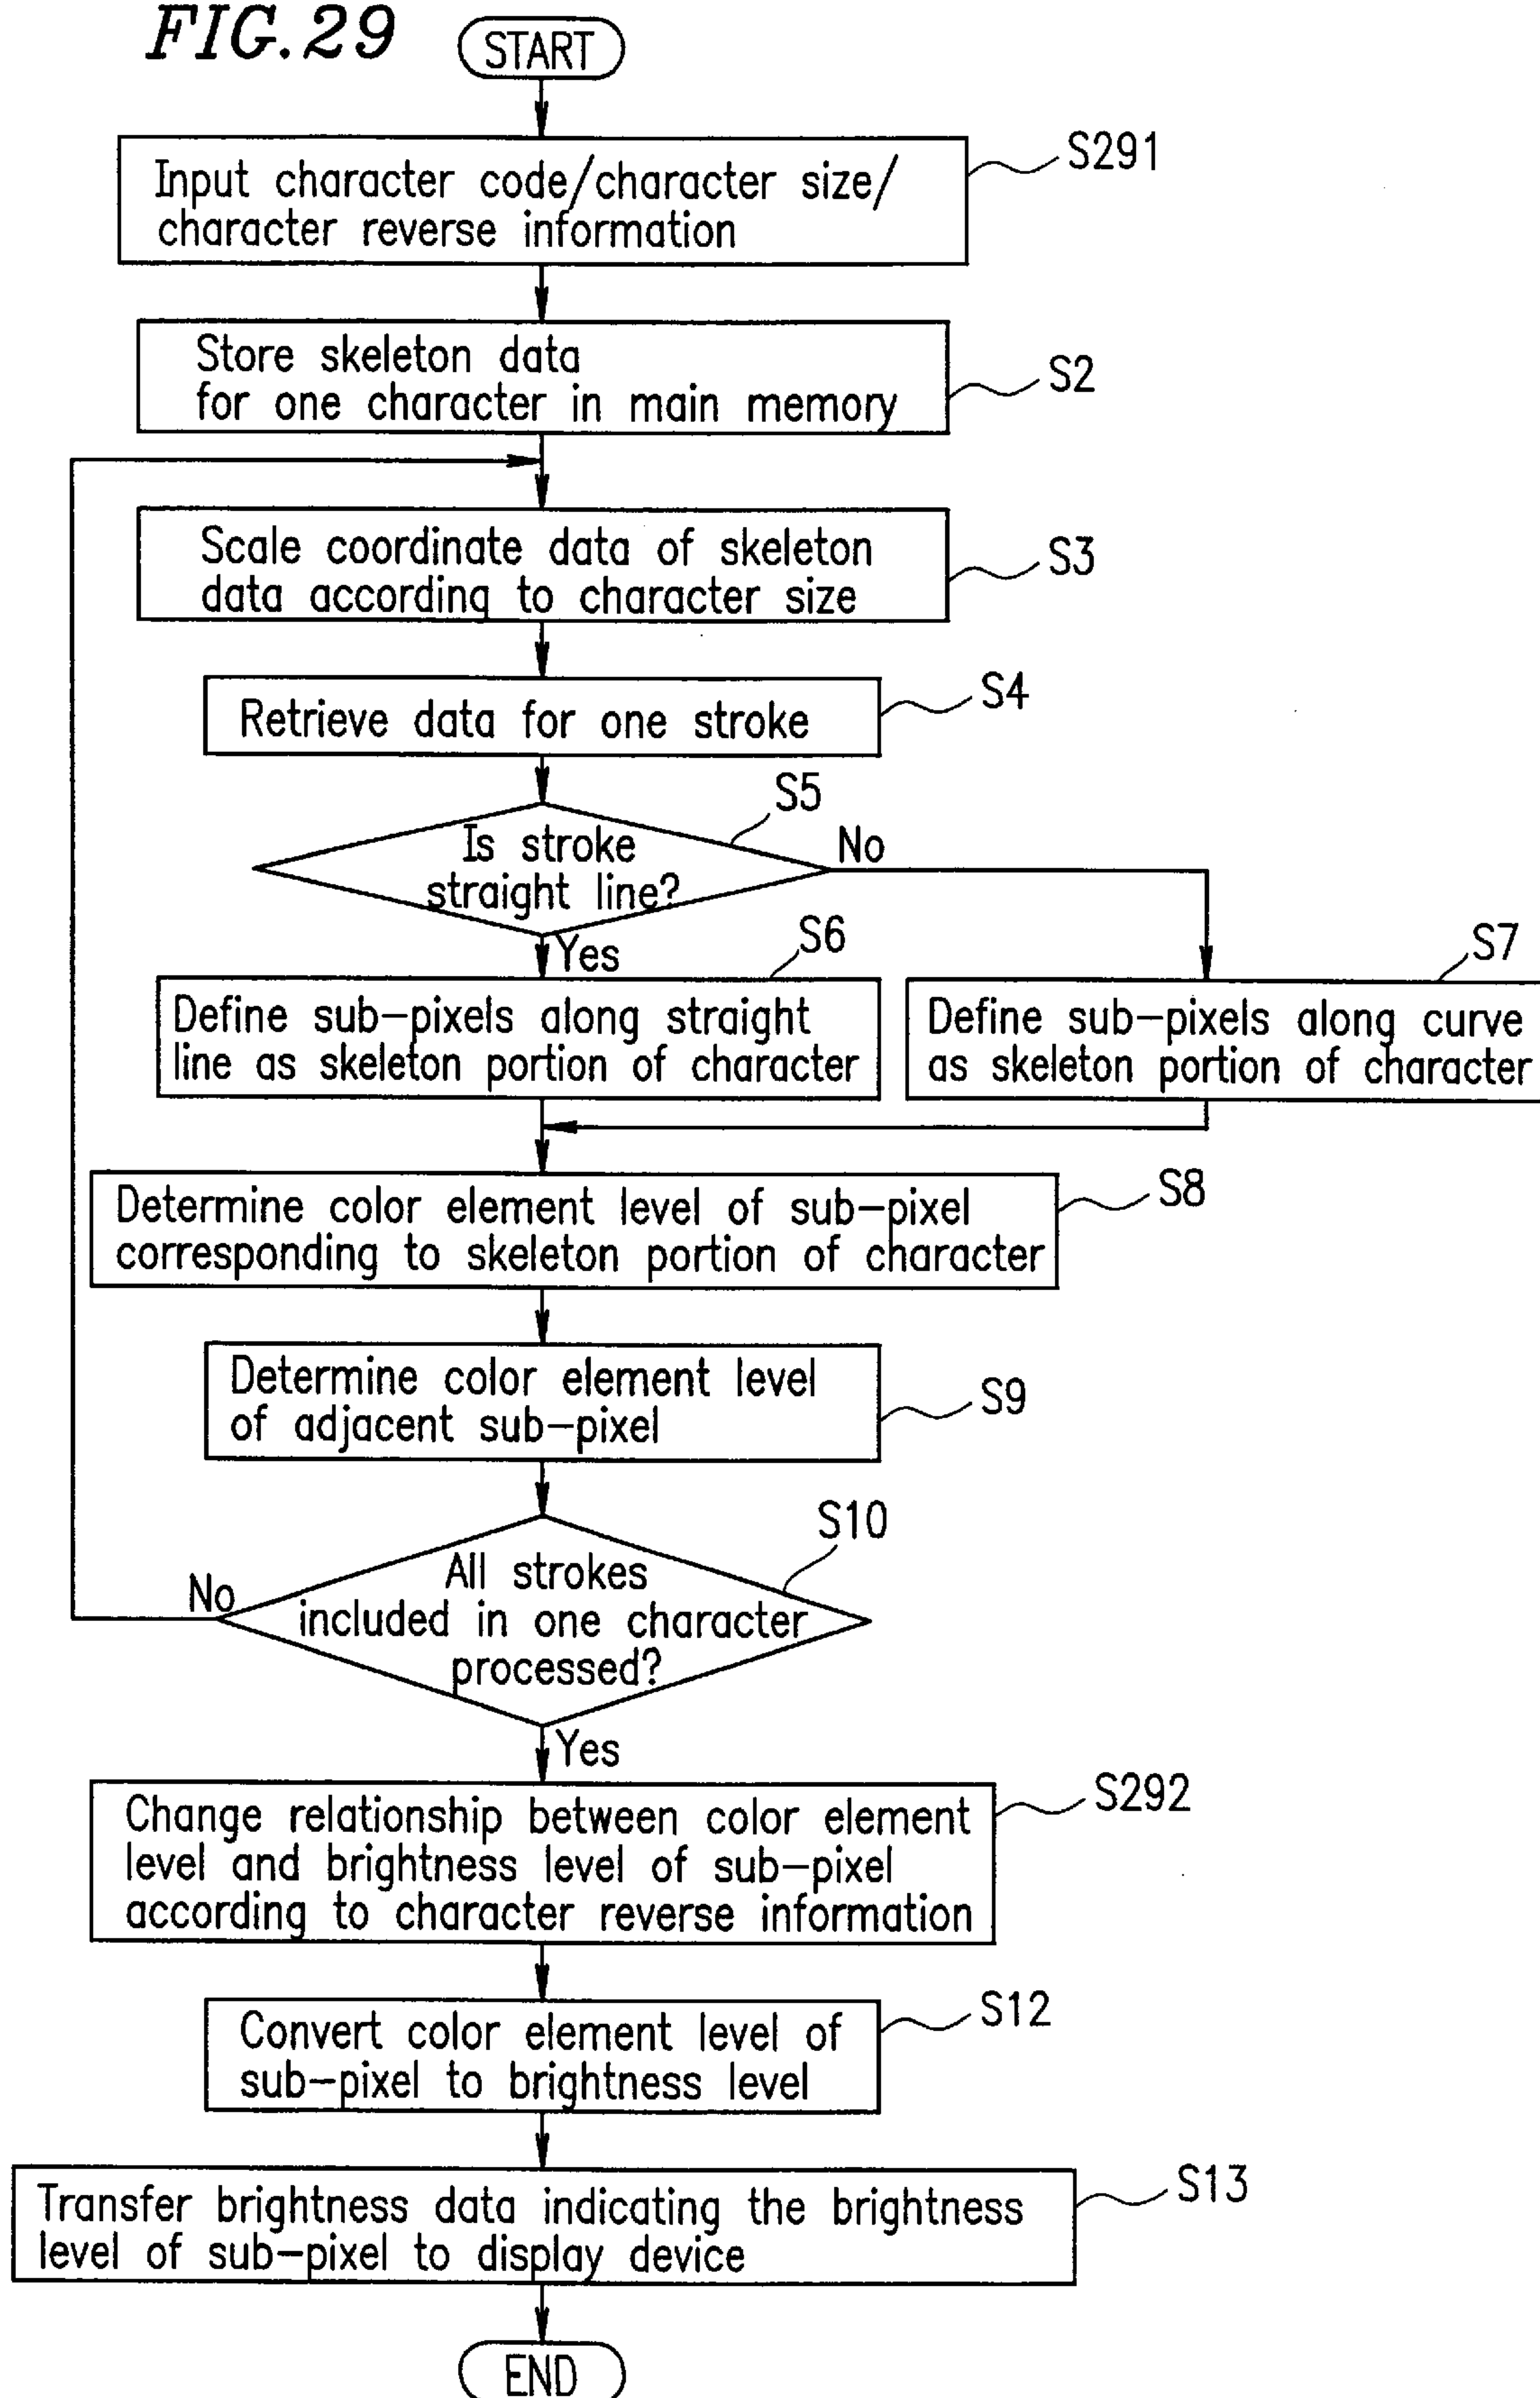 FIG.29
START
S291
Input character code/character size/
character reverse information
Store skeleton data
for one character in main memory
S2
Scale coordinate data of skeleton
data according to character size
S3
S4
Retrieve data for one stroke
S5
Is stroke
straight line?
No
Yes
S6
S7
Define sub-pixels along straight
line as skeleton portion of character
Define sub-pixels along curve
as skeleton portion of character
S8
Determine color element level of sub-pixel
corresponding to skeleton portion of character
Determine color element level
of adjacent sub-pixel
S9
S10
All strokes
included in one character
processed?
No
Yes
S292
Change relationship between color element
level and brightness level of sub-pixel
according to character reverse information
S12
Convert color element level of
sub-pixel to brightness level
S13
Transfer brightness data indicating the brightness
level of sub-pixel to display device
END